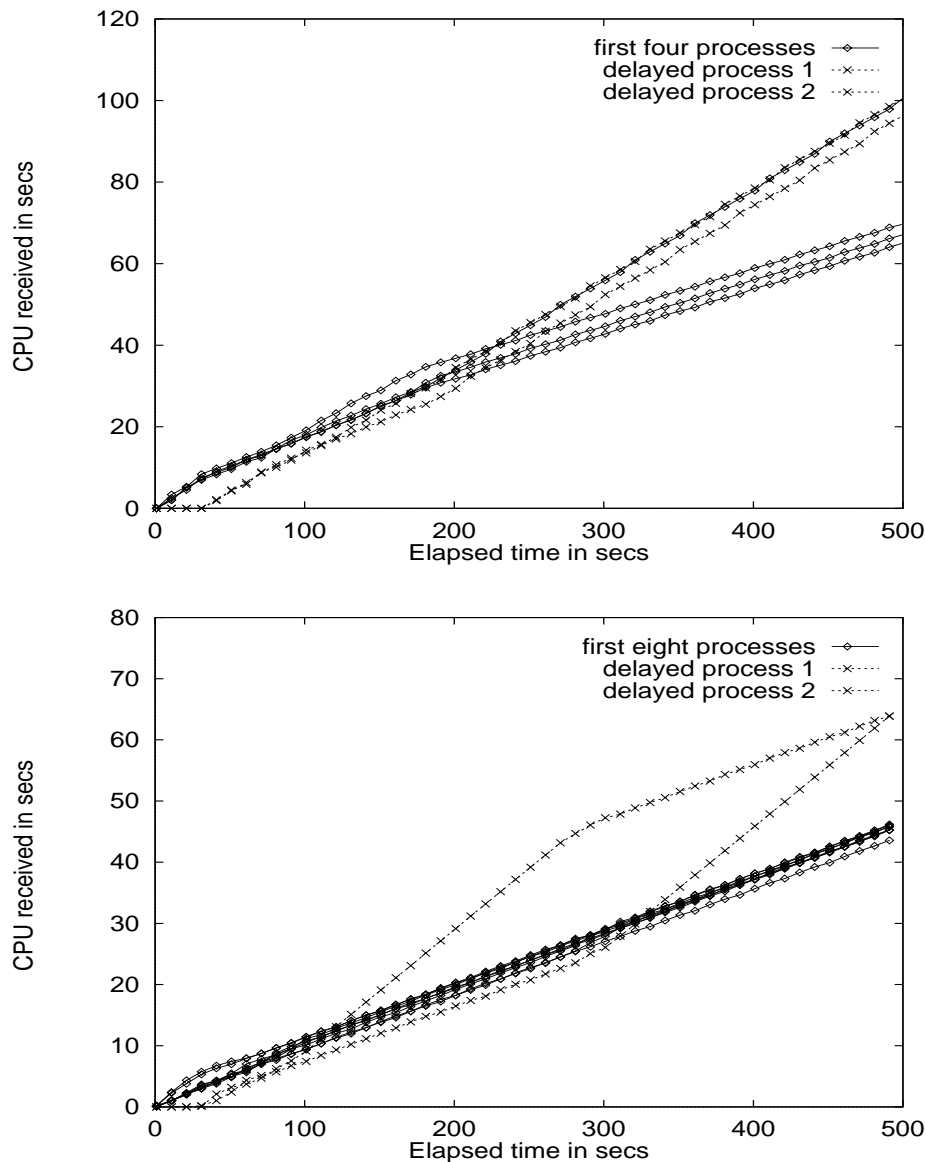 120
100
80
60
40
20
0
CPU received in secs
first four processes
delayed process 1
delayed process 2
0 100 200 300 400 500
Elapsed time in secs
80
70
60
50
40
30
20
10
0
CPU received in secs
first eight processes
delayed process 1
delayed process 2
0 100 200 300 400 500
Elapsed time in secs